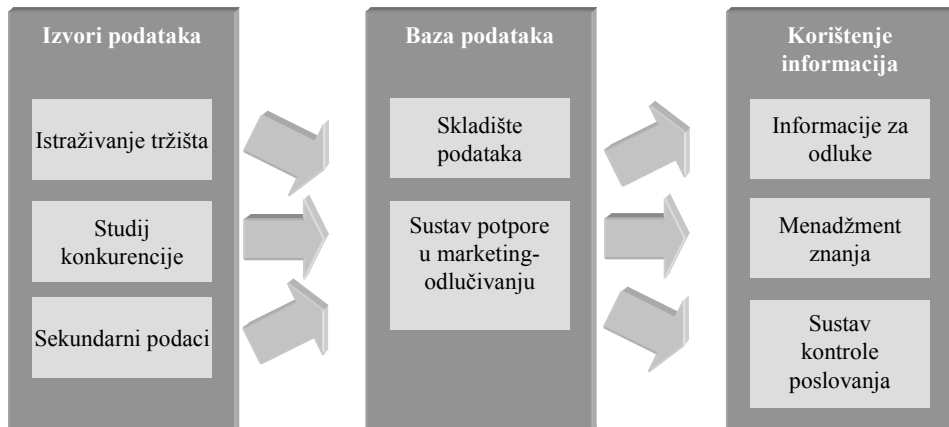 Izvori podataka
Istraživanje tržišta
Studij
konkurencije
Sekundarni podaci
Baza podataka
Skladište
podataka
Sustav potpore
u marketing-
odlučivanju
Korištenje
informacija
Informacije za
odluke
Menadžment
znanja
Sustav
kontrole
poslovanja